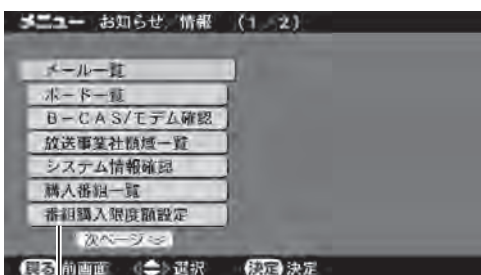 メニュー お知らせ/情報 (1/2)
メール一覧
ボード一覧
B-CAS/モデム確認
放送事業社領域一覧
システム情報確認
購入番組一覧
番組購入限度額設定
次ページ
戻る 前画面 選択 決定 決定